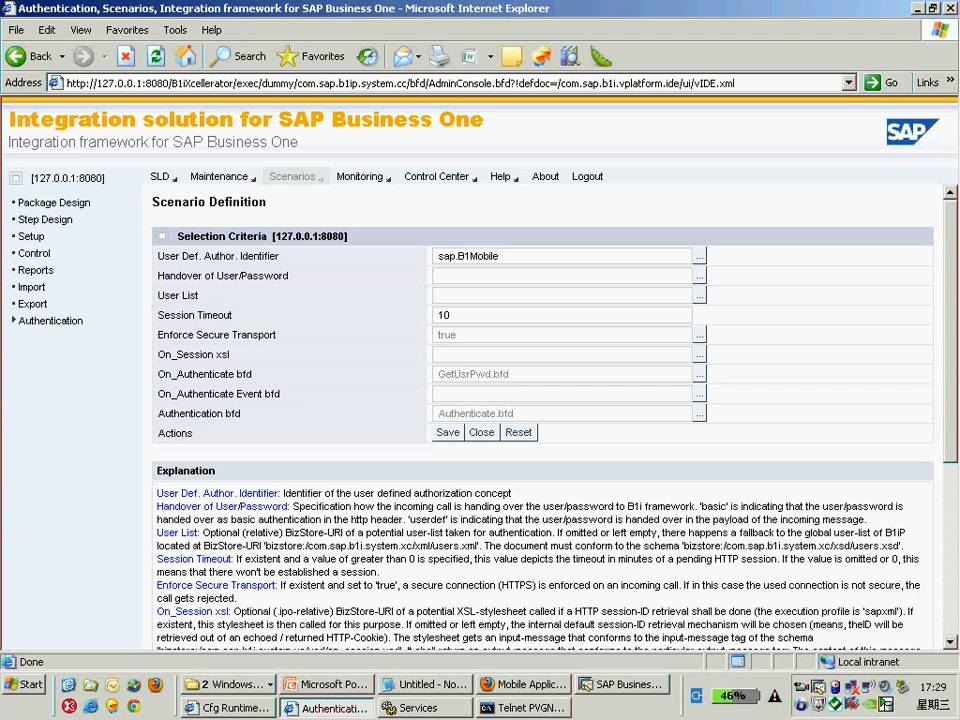 Authentication, Scenarios, Integration framework for SAP Business One - Microsoft Internet Explorer
File Edit View Favorites Tools Help
Back Search Favorites
Address http://127.0.0.1:8080/B1iXcellerator/exec/dummy/com.sap.b1ip.system.cc/bfd/AdminConsole.bfd?!defdoc=/com.sap.b1i.vplatform.ide/ui/vIDE.xml Go Links »
Integration solution for SAP Business One
Integration framework for SAP Business One
SAP
[127.0.0.1:8080]
SLD Maintenance Scenarios Monitoring Control Center Help About Logout
Package Design
Step Design
Setup
Control
Reports
Import
Export
Authentication
Scenario Definition
Selection Criteria [127.0.0.1:8080]
User Def. Author. Identifier sap.B1Mobile ...
Handover of User/Password ...
User List ...
Session Timeout 10
Enforce Secure Transport true ...
On_Session xsl ...
On_Authenticate bfd GetUsrPwd.bfd ...
On_Authenticate Event bfd ...
Authentication bfd Authenticate.bfd ...
Actions Save Close Reset
Explanation
User Def. Author. Identifier: Identifier of the user defined authorization concept
Handover of User/Password: Specification how the incoming call is handing over the user/password to B1i framework. 'basic' is indicating that the user/password is
handed over as basic authentication in the http header. 'userdef' is indicating that the user/password is handed over in the payload of the incoming message.
User List: Optional (relative) BizStore-URI of a potential user-list taken for authentication. If omitted or left empty, there happens a fallback to the global user-list of B1iP
located at BizStore-URI 'bizstore:/com.sap.b1i.system.xc/xml/users.xml'. The document must conform to the schema 'bizstore:/com.sap.b1i.system.xc/xsd/users.xsd'.
Session Timeout: If existent and a value of greater than 0 is specified, this value depicts the timeout in minutes of a pending HTTP session. If the value is omitted or 0, this
means that there won't be established a session.
Enforce Secure Transport: If existent and set to 'true', a secure connection (HTTPS) is enforced on an incoming call. If in this case the used connection is not secure, the
call gets rejected.
On_Session xsl: Optional (.ipo-relative) BizStore-URI of a potential XSL-stylesheet called if a HTTP session-ID retrieval shall be done (the execution profile is 'sapxml'). If
existent, this stylesheet is then called for this purpose. If omitted or left empty, the internal default session-ID retrieval mechanism will be chosen (means, theID will be
retrieved out of an echoed / returned HTTP-Cookie). The stylesheet gets an input-message that conforms to the input-message tag of the schema
Done Local intranet
Start 2 Windows... Microsoft Po... Untitled - No... Mobile Applic... SAP Busines... 46% 17:29
Cfg Runtime... Authenticati... Services Telnet PVGN... 星期三